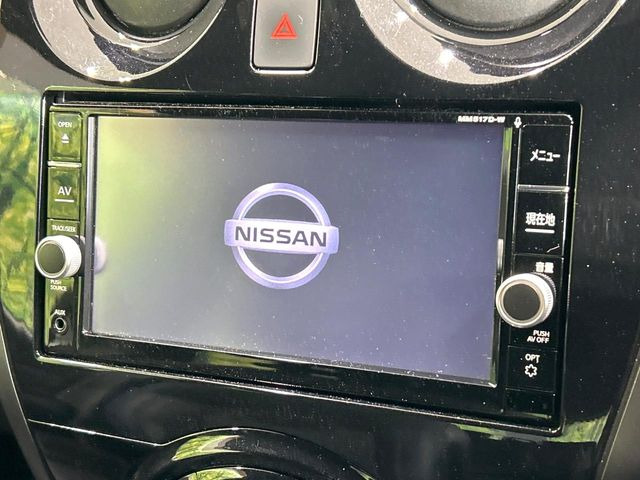 MM517D-W
OPEN
AV
TRACK/SEEK
PUSH
SOURCE
AUX
NISSAN
メニュー
現在地
音量
PUSH
AV OFF
OPT